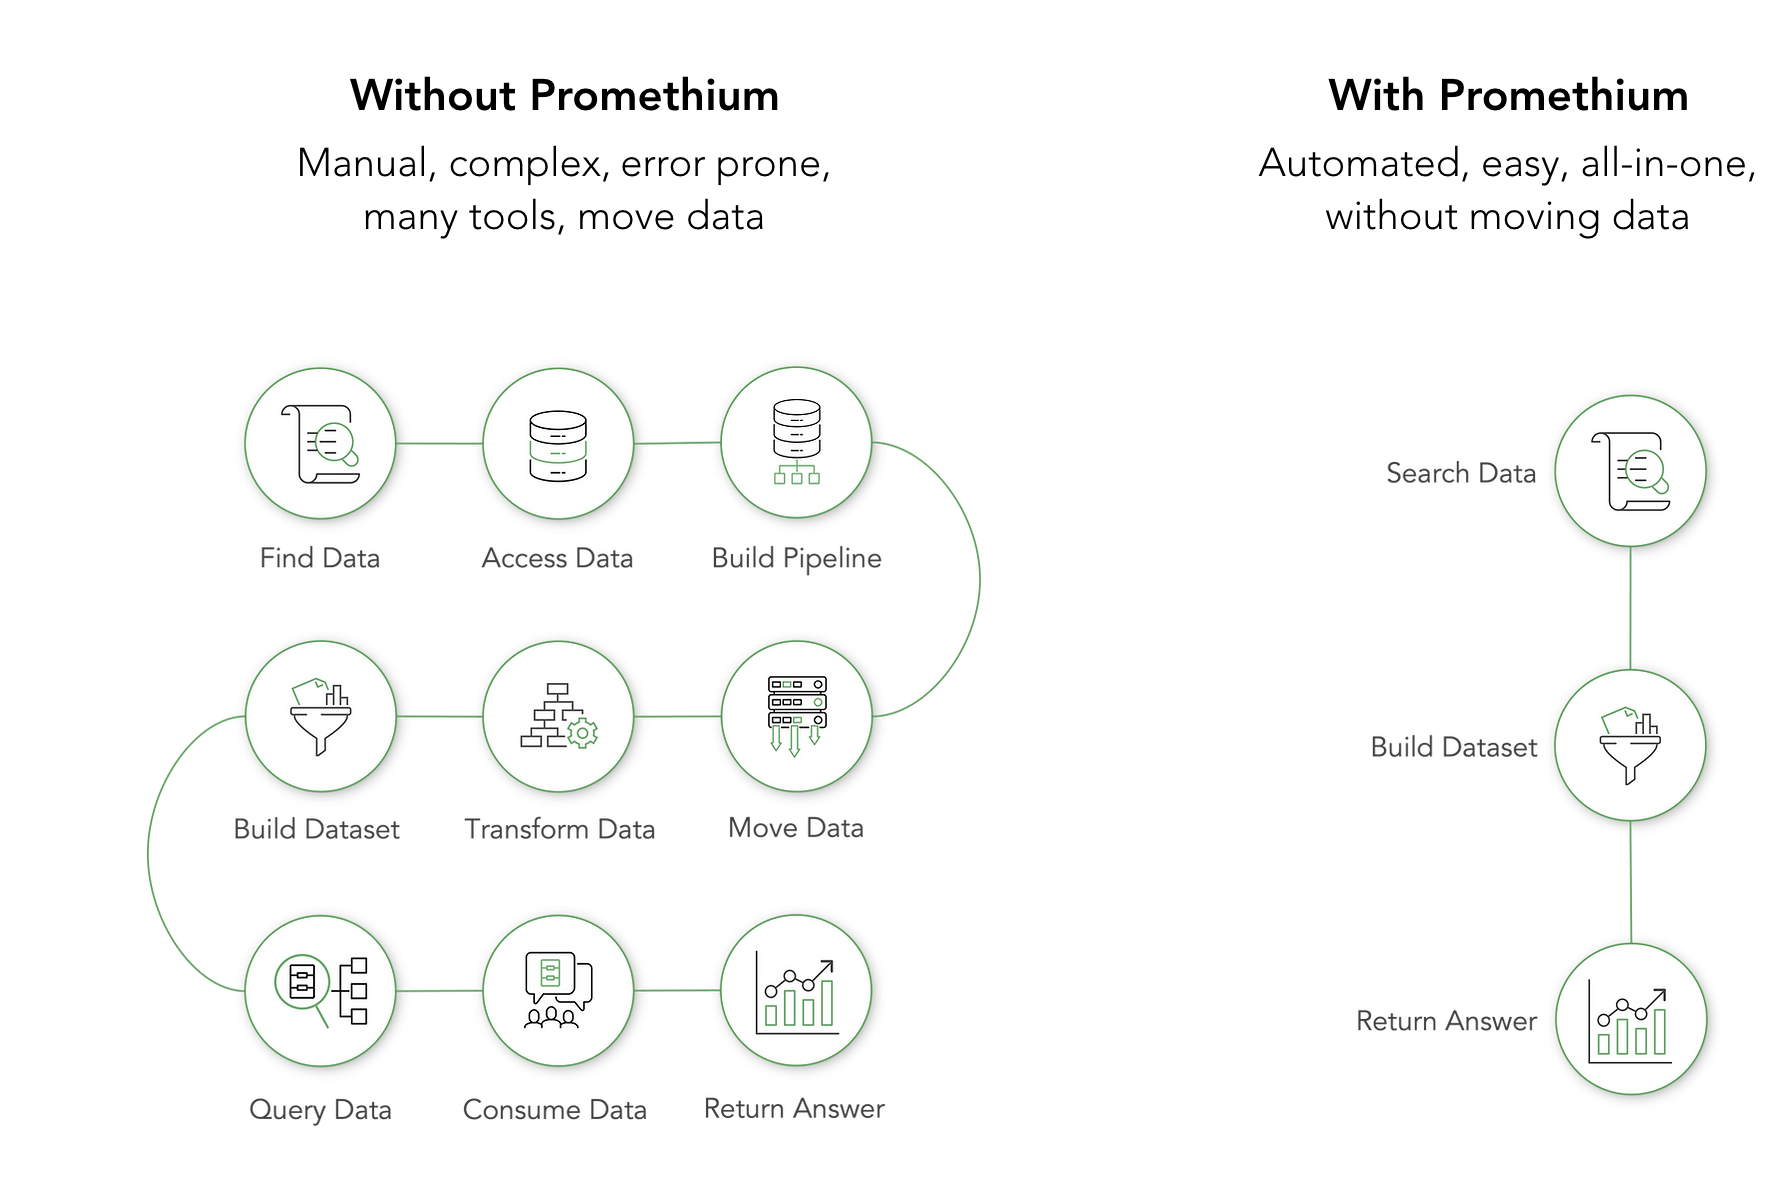 Without Promethium
Manual, complex, error prone,
many tools, move data
Find Data
Access Data
Build Pipeline
Build Dataset
Transform Data
Move Data
Query Data
Consume Data
Return Answer
With Promethium
Automated, easy, all-in-one,
without moving data
Search Data
Build Dataset
Return Answer